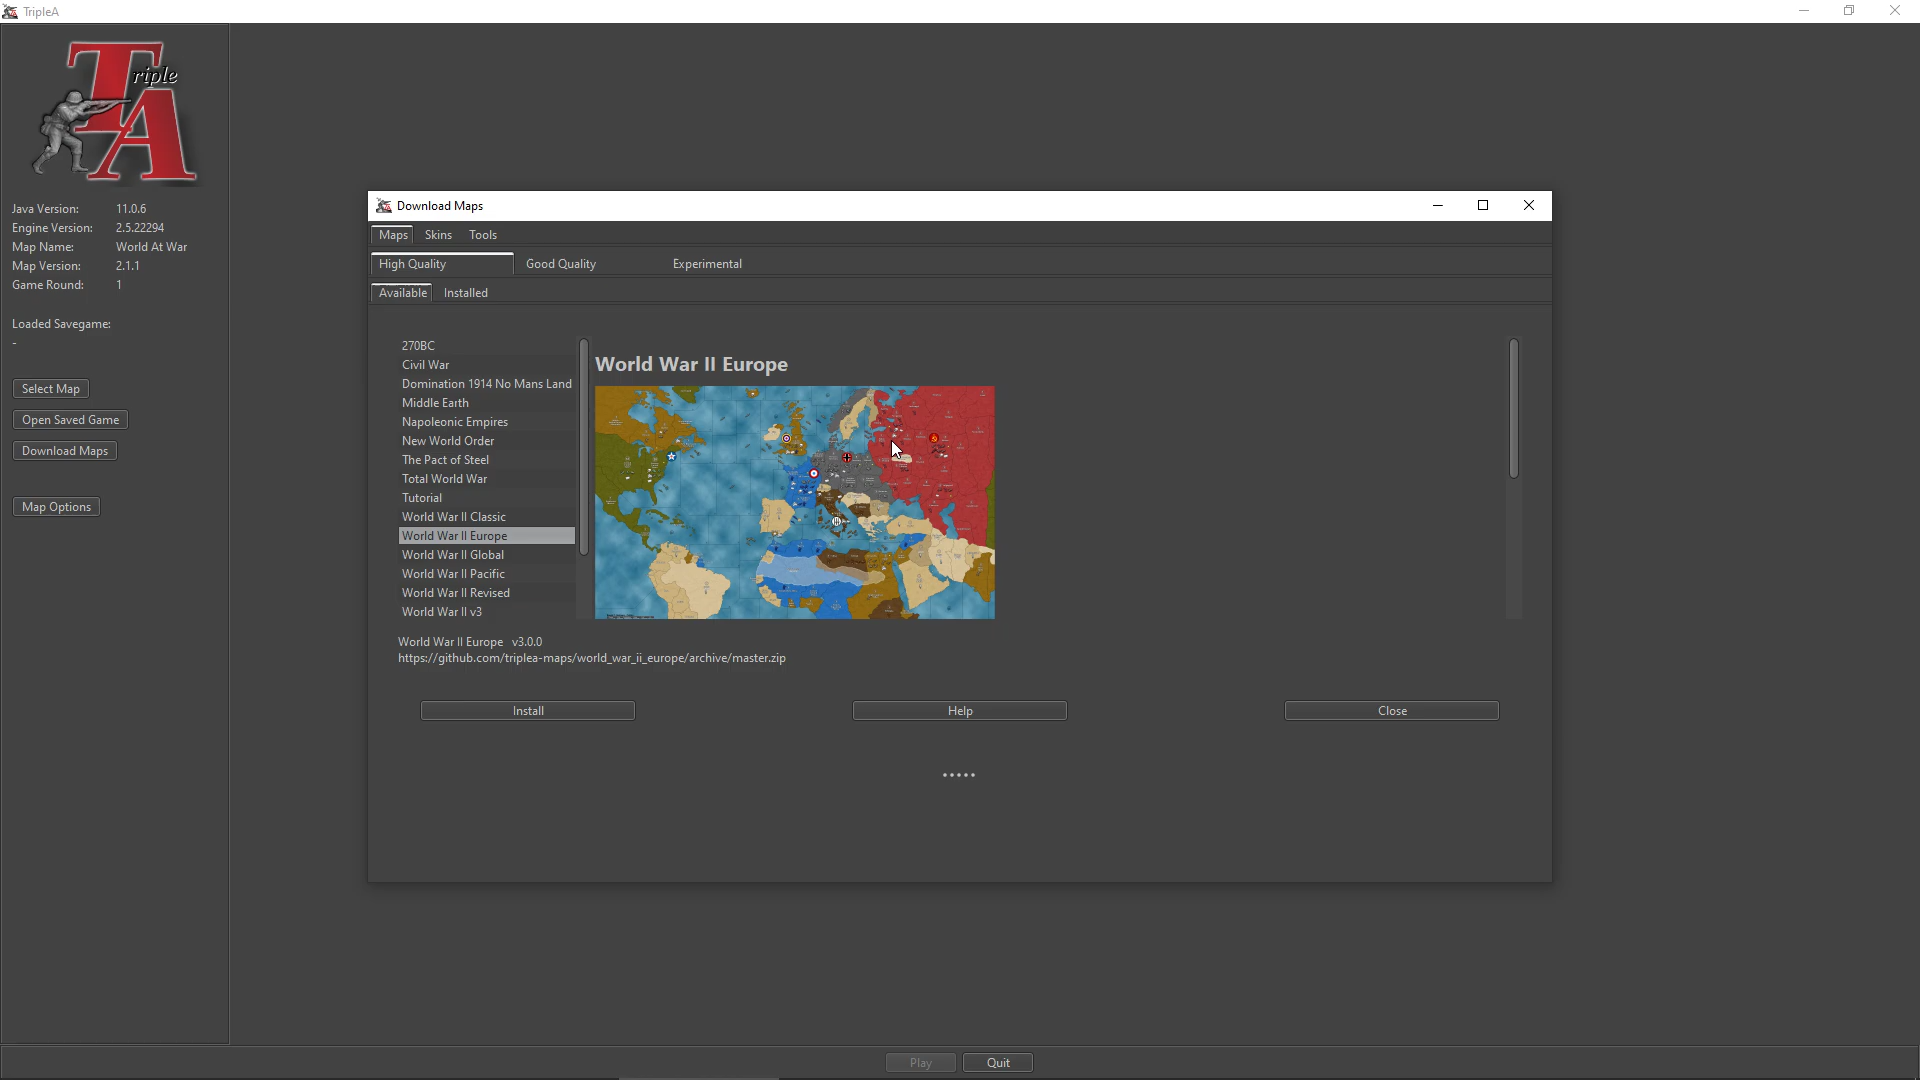 TripleA
Triple
A
Java Version: 11.0.6
Engine Version: 2.5.22294
Map Name: World At War
Map Version: 2.1.1
Game Round: 1
Loaded Savegame:
-
Select Map
Open Saved Game
Download Maps
Map Options
Download Maps
Maps Skins Tools
High Quality Good Quality Experimental
Available Installed
270BC
Civil War
Domination 1914 No Mans Land
Middle Earth
Napoleonic Empires
New World Order
The Pact of Steel
Total World War
Tutorial
World War II Classic
World War II Europe
World War II Global
World War II Pacific
World War II Revised
World War II v3
World War II Europe
World War II Europe v3.0.0
https://github.com/triplea-maps/world_war_ii_europe/archive/master.zip
Install Help Close
Play Quit